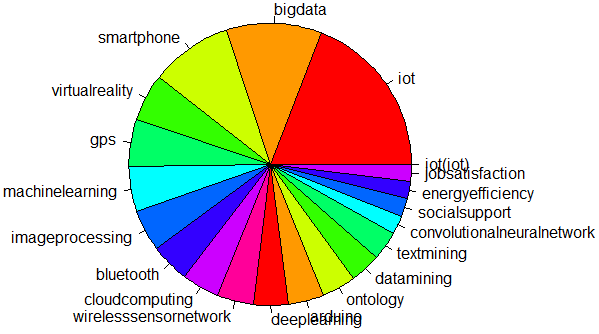 bigdata
smartphone
iot
virtualreality
gps
iot(iot)
jobsatisfaction
machinelearning
energyefficiency
socialsupport
imageprocessing
convolutionalneuralnetwork
textmining
bluetooth
datamining
cloudcomputing
ontology
wirelesssensornetwork
arduino
deeplearning